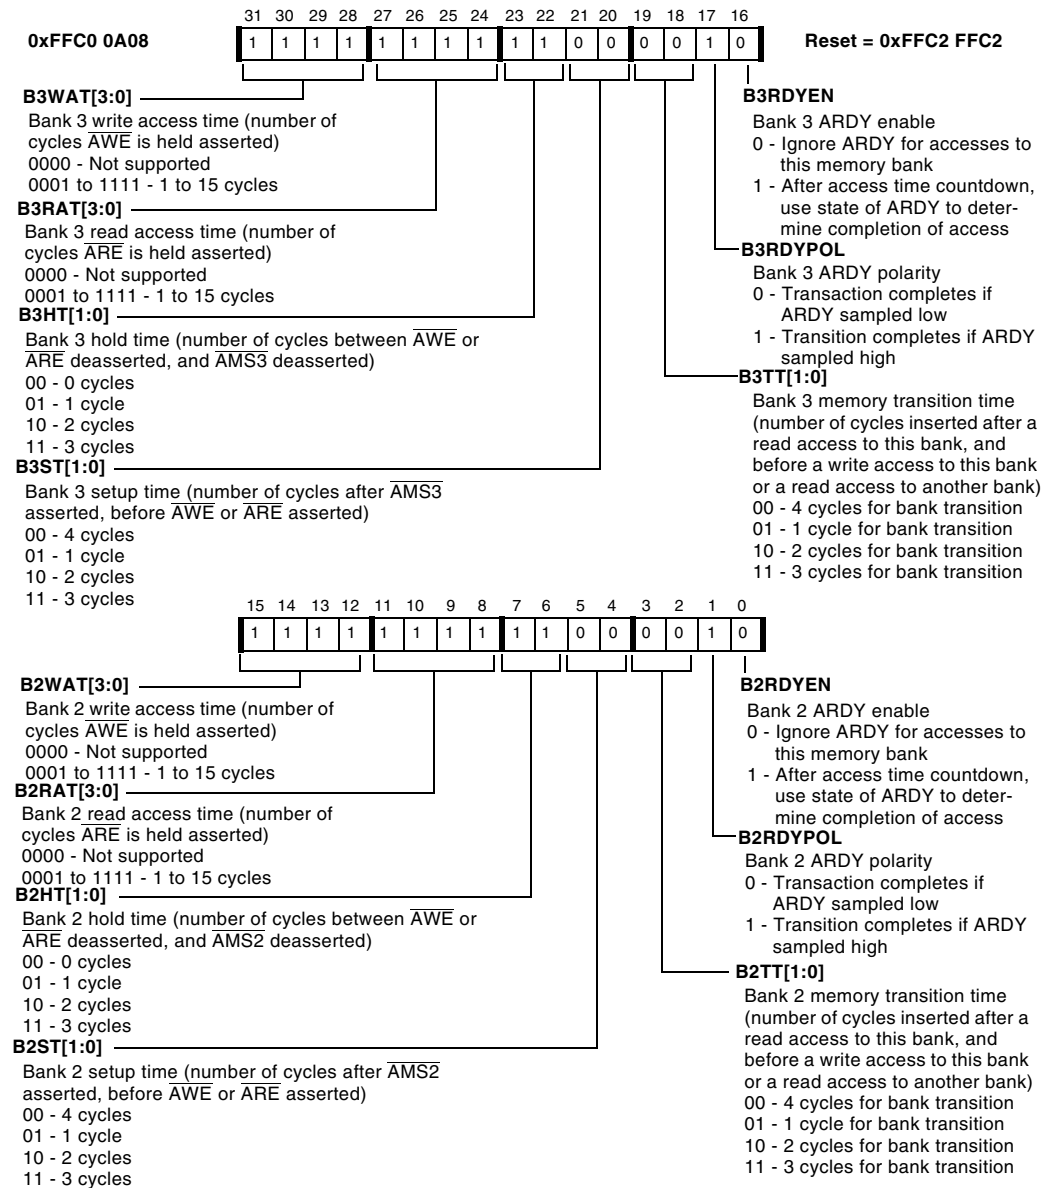 31 30 29 28 27 26 25 24 23 22 21 20 19 18 17 16
0xFFC0 0A08
1 1 1 1 1 1 1 1 1 1 0 0 0 0 1 0
Reset = 0xFFC2 FFC2
B3WAT[3:0]
Bank 3 write access time (number of
cycles AWE is held asserted)
0000 - Not supported
0001 to 1111 - 1 to 15 cycles
B3RAT[3:0]
Bank 3 read access time (number of
cycles ARE is held asserted)
0000 - Not supported
0001 to 1111 - 1 to 15 cycles
B3HT[1:0]
Bank 3 hold time (number of cycles between AWE or
ARE deasserted, and AMS3 deasserted)
00 - 0 cycles
01 - 1 cycle
10 - 2 cycles
11 - 3 cycles
B3ST[1:0]
Bank 3 setup time (number of cycles after AMS3
asserted, before AWE or ARE asserted)
00 - 4 cycles
01 - 1 cycle
10 - 2 cycles
11 - 3 cycles
B3RDYEN
Bank 3 ARDY enable
0 - Ignore ARDY for accesses to
this memory bank
1 - After access time countdown,
use state of ARDY to deter-
mine completion of access
B3RDYPOL
Bank 3 ARDY polarity
0 - Transaction completes if
ARDY sampled low
1 - Transition completes if ARDY
sampled high
B3TT[1:0]
Bank 3 memory transition time
(number of cycles inserted after a
read access to this bank, and
before a write access to this bank
or a read access to another bank)
00 - 4 cycles for bank transition
01 - 1 cycle for bank transition
10 - 2 cycles for bank transition
11 - 3 cycles for bank transition
15 14 13 12 11 10 9 8 7 6 5 4 3 2 1 0
1 1 1 1 1 1 1 1 1 1 0 0 0 0 1 0
B2WAT[3:0]
Bank 2 write access time (number of
cycles AWE is held asserted)
0000 - Not supported
0001 to 1111 - 1 to 15 cycles
B2RAT[3:0]
Bank 2 read access time (number of
cycles ARE is held asserted)
0000 - Not supported
0001 to 1111 - 1 to 15 cycles
B2HT[1:0]
Bank 2 hold time (number of cycles between AWE or
ARE deasserted, and AMS2 deasserted)
00 - 0 cycles
01 - 1 cycle
10 - 2 cycles
11 - 3 cycles
B2ST[1:0]
Bank 2 setup time (number of cycles after AMS2
asserted, before AWE or ARE asserted)
00 - 4 cycles
01 - 1 cycle
10 - 2 cycles
11 - 3 cycles
B2RDYEN
Bank 2 ARDY enable
0 - Ignore ARDY for accesses to
this memory bank
1 - After access time countdown,
use state of ARDY to deter-
mine completion of access
B2RDYPOL
Bank 2 ARDY polarity
0 - Transaction completes if
ARDY sampled low
1 - Transition completes if ARDY
sampled high
B2TT[1:0]
Bank 2 memory transition time
(number of cycles inserted after a
read access to this bank, and
before a write access to this bank
or a read access to another bank)
00 - 4 cycles for bank transition
01 - 1 cycle for bank transition
10 - 2 cycles for bank transition
11 - 3 cycles for bank transition